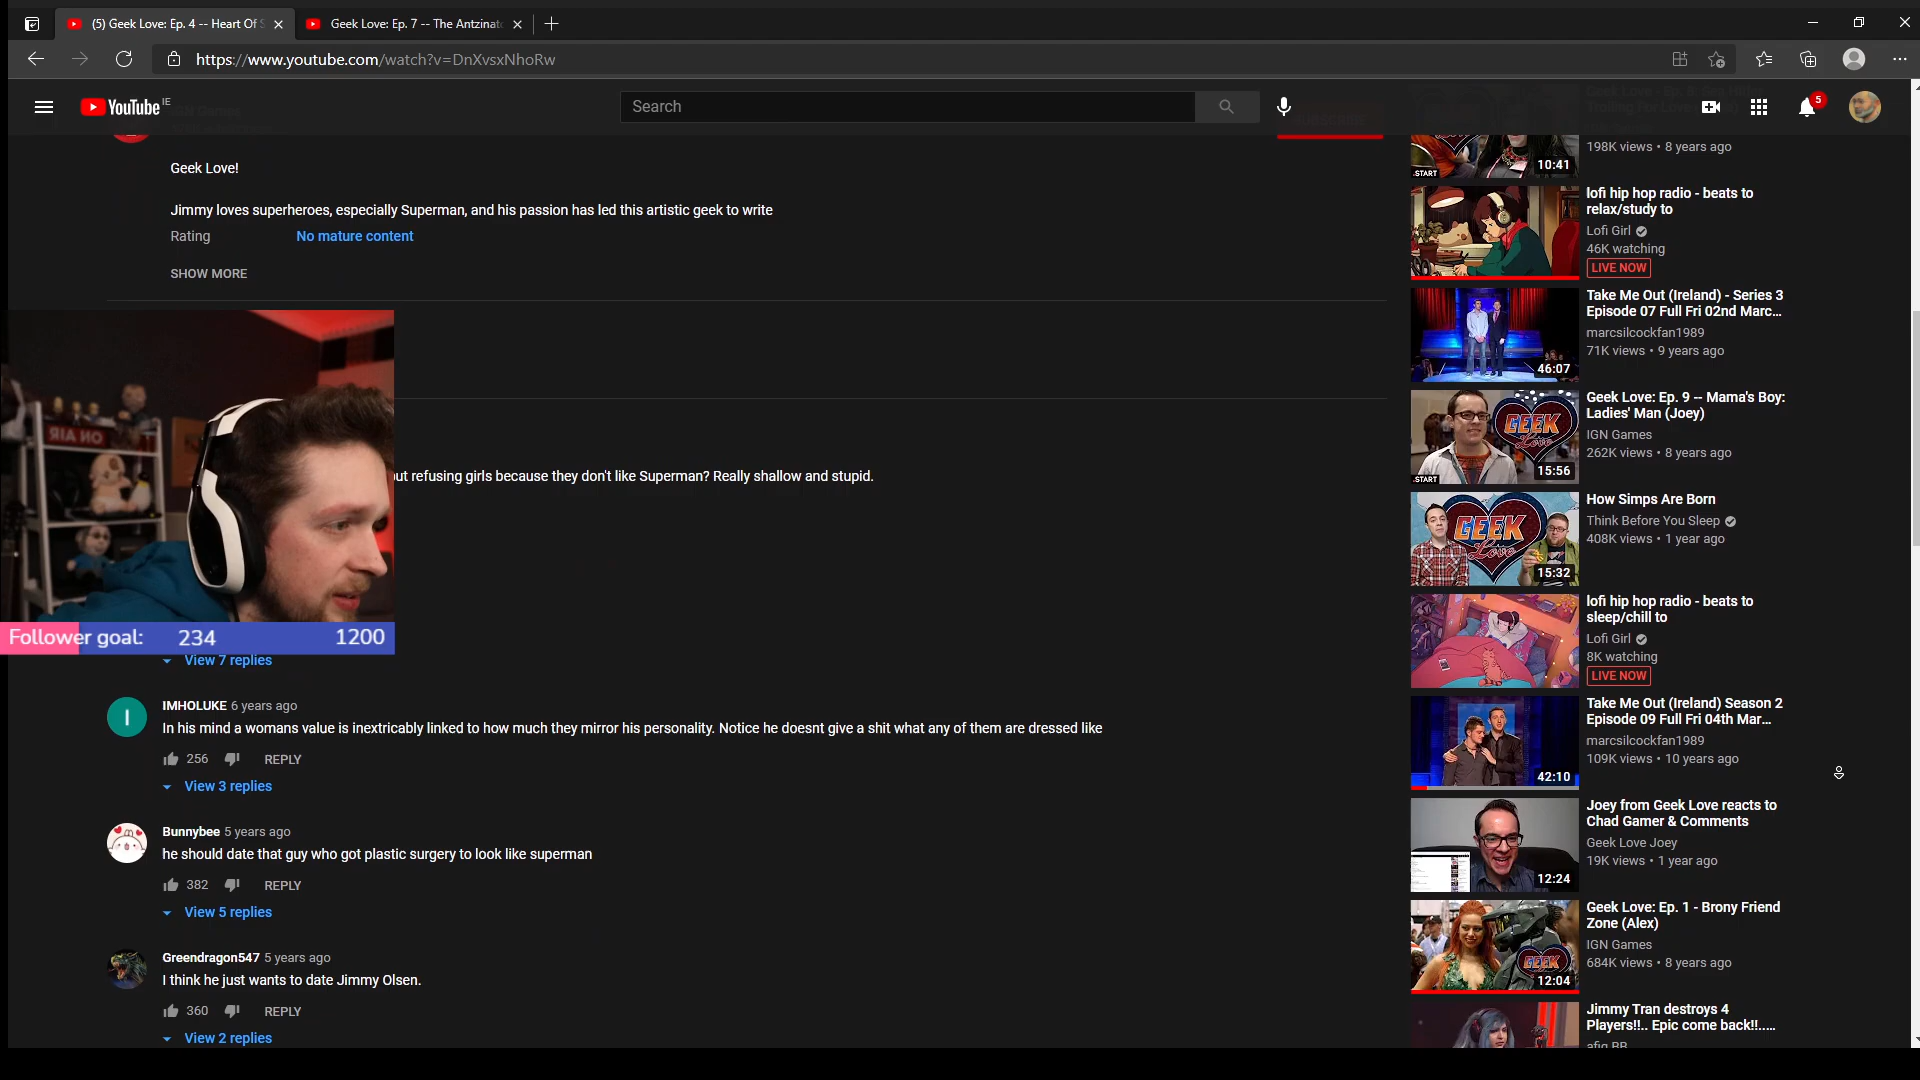 (5) Geek Love: Ep. 4 -- Heart Of S
Geek Love: Ep. 7 -- The Antzinat
https://www.youtube.com/watch?v=DnXvsxNhoRw
YouTube IE
Search
5
Geek Love!
Jimmy loves superheroes, especially Superman, and his passion has led this artistic geek to write
Rating
No mature content
SHOW MORE
ON AIR
ut refusing girls because they don't like Superman? Really shallow and stupid.
Follower goal: 234 1200
View 7 replies
I
IMHOLUKE 6 years ago
In his mind a womans value is inextricably linked to how much they mirror his personality. Notice he doesnt give a shit what any of them are dressed like
256 REPLY
View 3 replies
Bunnybee 5 years ago
he should date that guy who got plastic surgery to look like superman
382 REPLY
View 5 replies
Greendragon547 5 years ago
I think he just wants to date Jimmy Olsen.
360 REPLY
View 2 replies
198K views • 8 years ago
10:41
.START
lofi hip hop radio - beats to
relax/study to
Lofi Girl
46K watching
LIVE NOW
Take Me Out (Ireland) - Series 3
Episode 07 Full Fri 02nd Marc...
marcsilcockfan1989
71K views • 9 years ago
46:07
Geek Love: Ep. 9 -- Mama's Boy:
Ladies' Man (Joey)
IGN Games
262K views • 8 years ago
GEEK
Love
.START
15:56
How Simps Are Born
Think Before You Sleep
408K views • 1 year ago
GEEK
Love
15:32
lofi hip hop radio - beats to
sleep/chill to
Lofi Girl
8K watching
LIVE NOW
Take Me Out (Ireland) Season 2
Episode 09 Full Fri 04th Mar...
marcsilcockfan1989
109K views • 10 years ago
42:10
Joey from Geek Love reacts to
Chad Gamer & Comments
Geek Love Joey
19K views • 1 year ago
12:24
Geek Love: Ep. 1 - Brony Friend
Zone (Alex)
IGN Games
684K views • 8 years ago
GEEK
Love
12:04
Jimmy Tran destroys 4
Players!!.. Epic come back!!.....
afiq BB